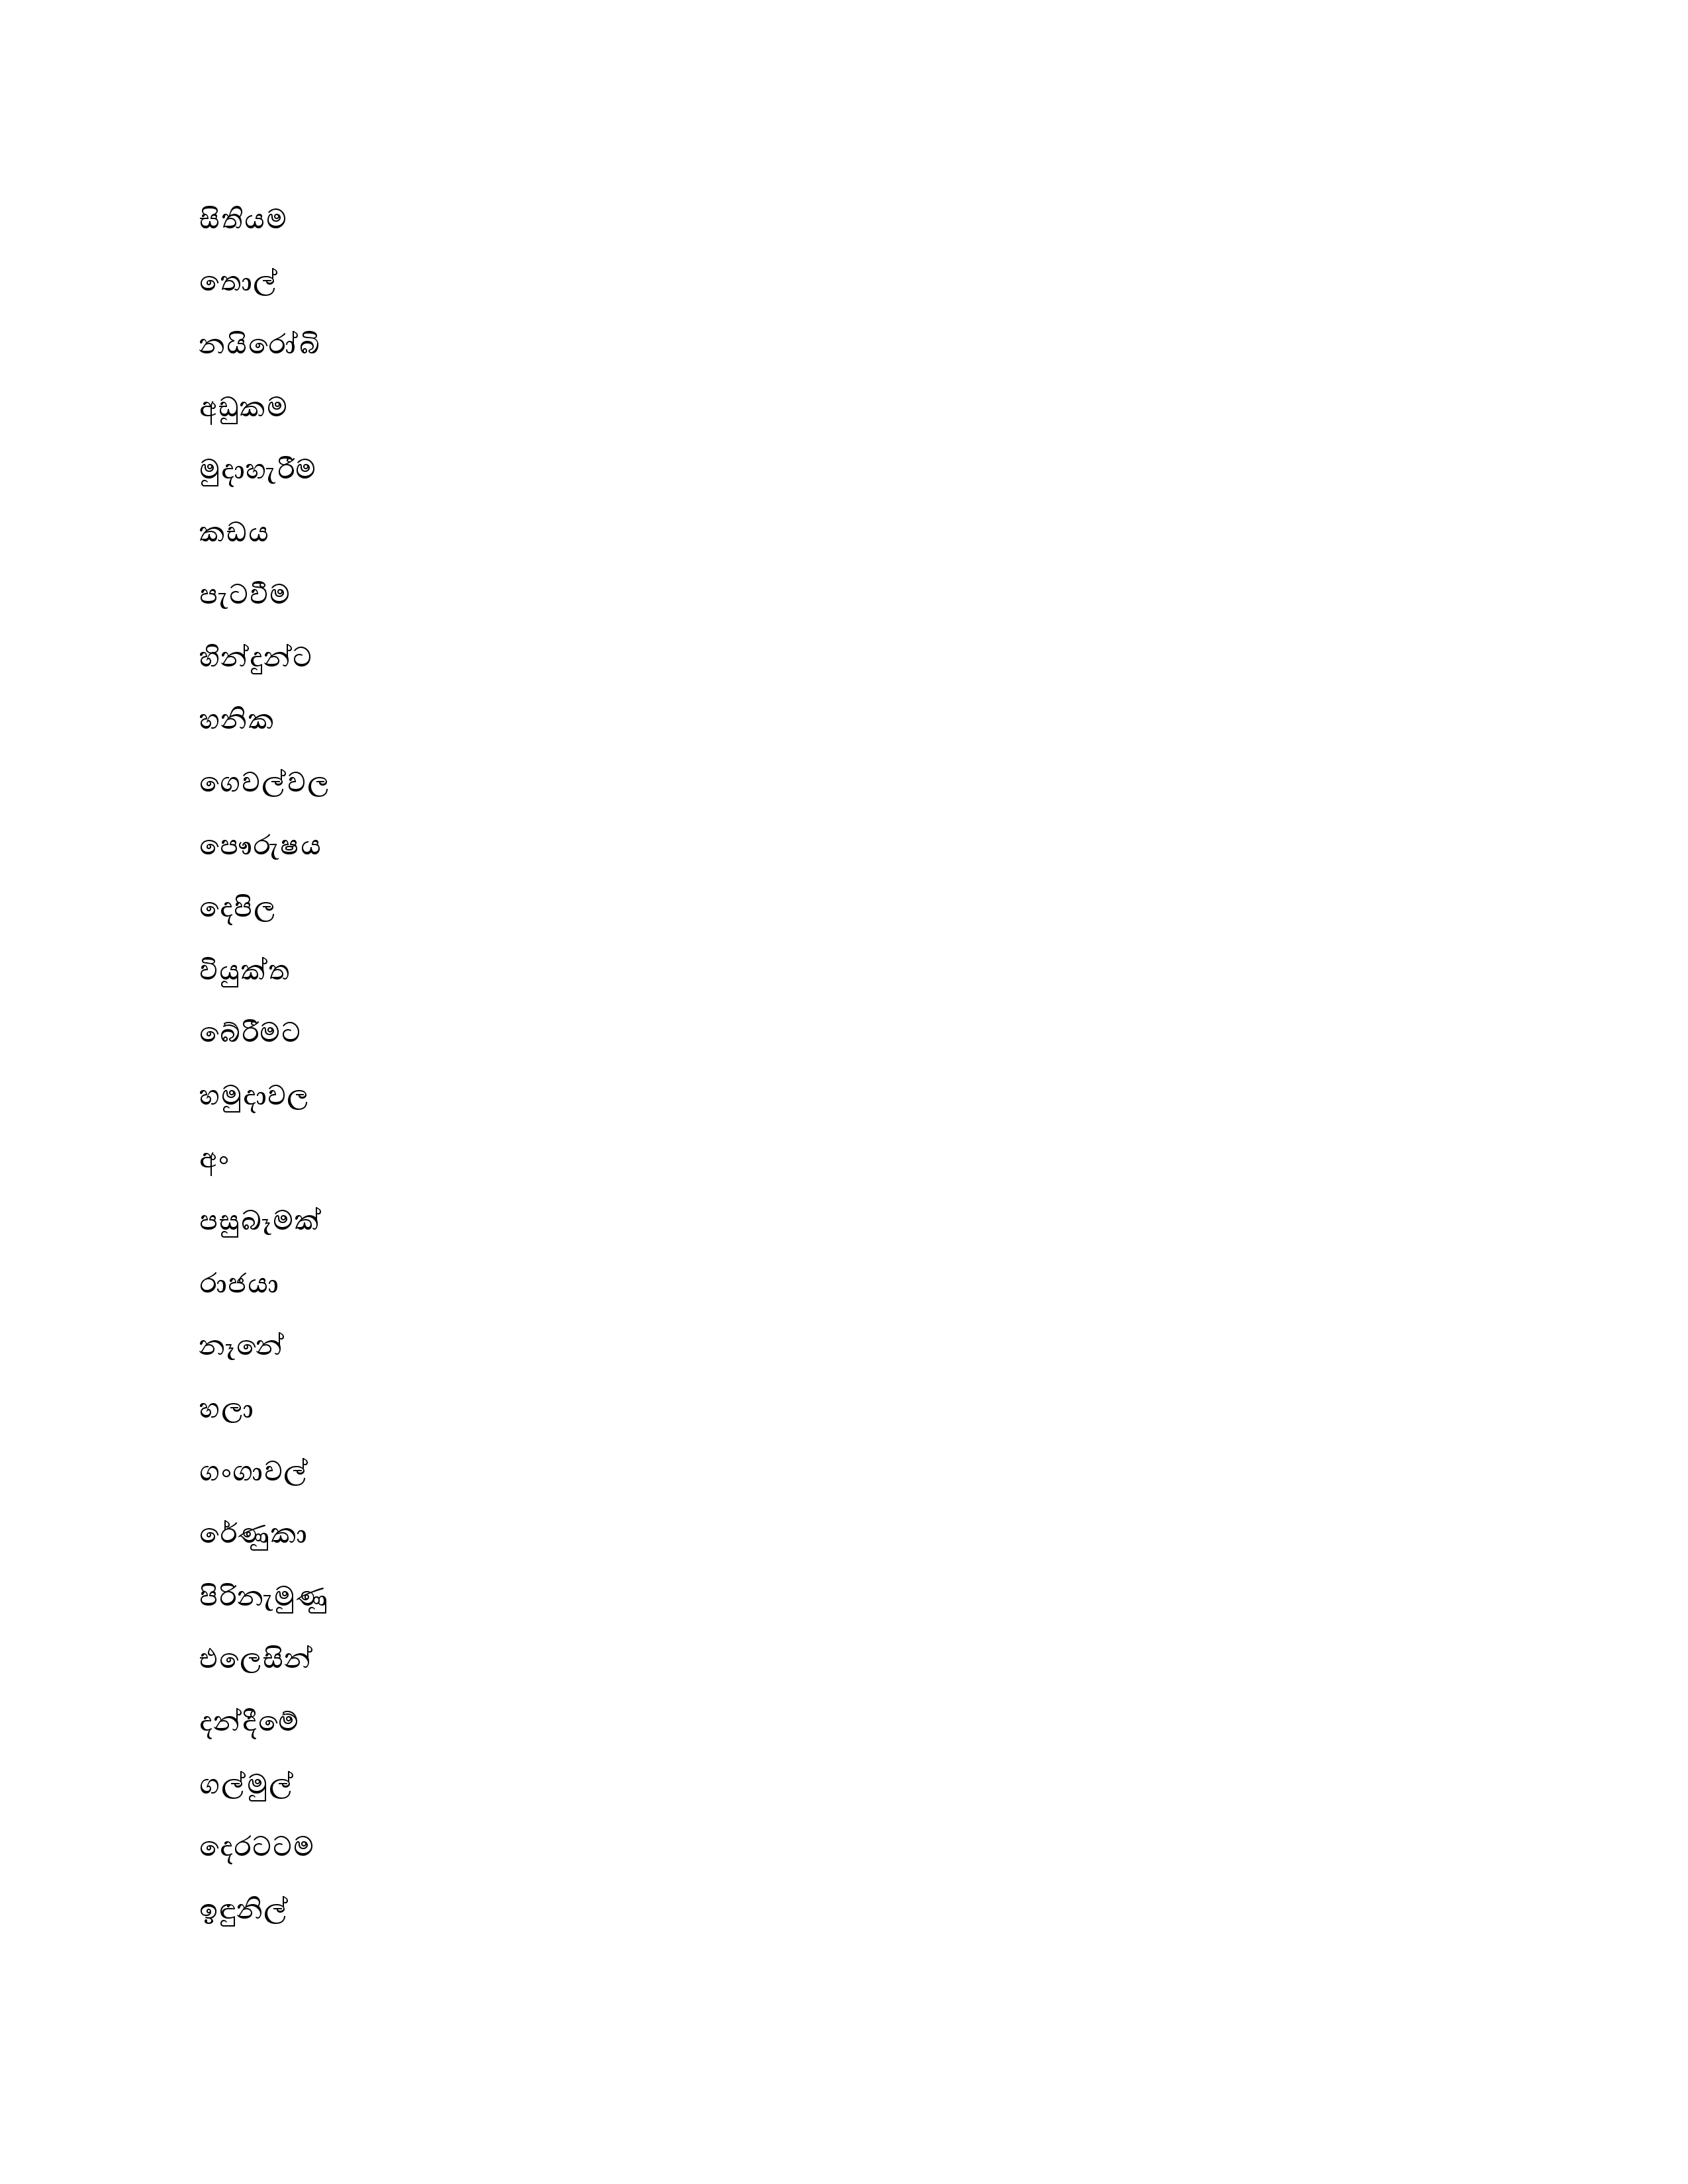 සිතියම
තොල්
නයිරෝබි
අඩුකම
මුදාහැරීම
කඩය
පැටවීම
හින්දුන්ට
හනික
ගෙවල්වල
පෞරුෂය
දෙපිල
වියුක්ත
බේරීමට
හමුදාවල
අං
පසුබෑමක්
රාජයා
නෑනේ
හලා
ගංගාවල්
රේණුකා
පිරිනැමුණු
එලෙසින්
දන්දීමේ
ගල්මුල්
දෙරටටම
ඉඳුනිල්